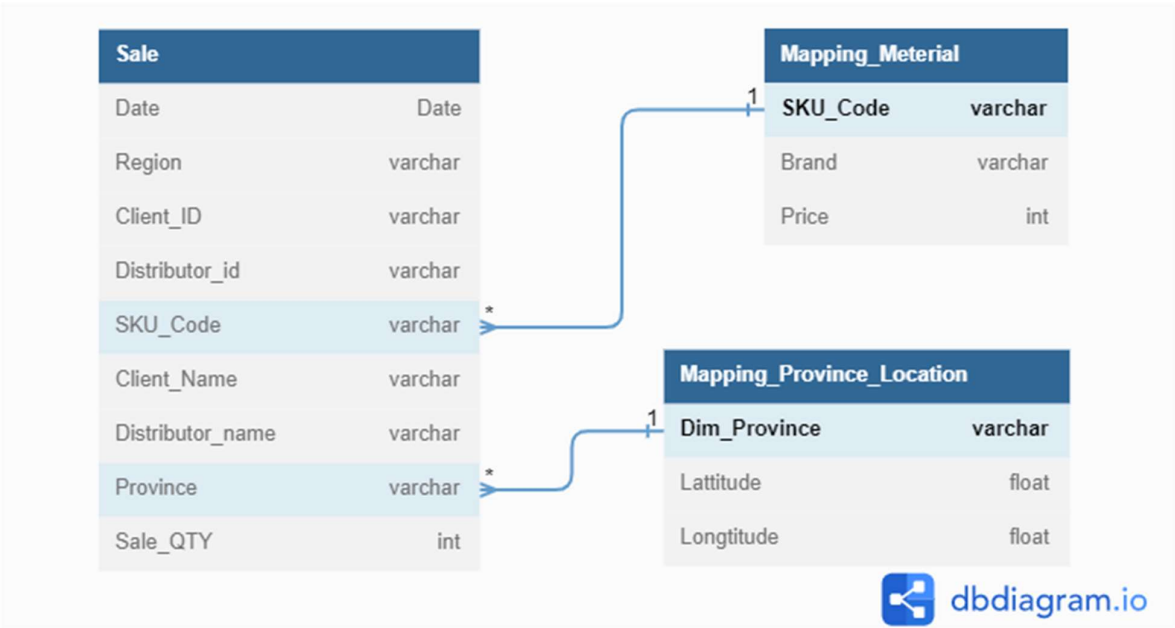 Sale
Date Date
Region varchar
Client_ID varchar
Distributor_id varchar
SKU_Code varchar *
Client_Name varchar
Distributor_name varchar
Province varchar *
Sale_QTY int
Mapping_Meterial
1 SKU_Code varchar
Brand varchar
Price int
Mapping_Province_Location
1 Dim_Province varchar
Lattitude float
Longtitude float
dbdiagram.io